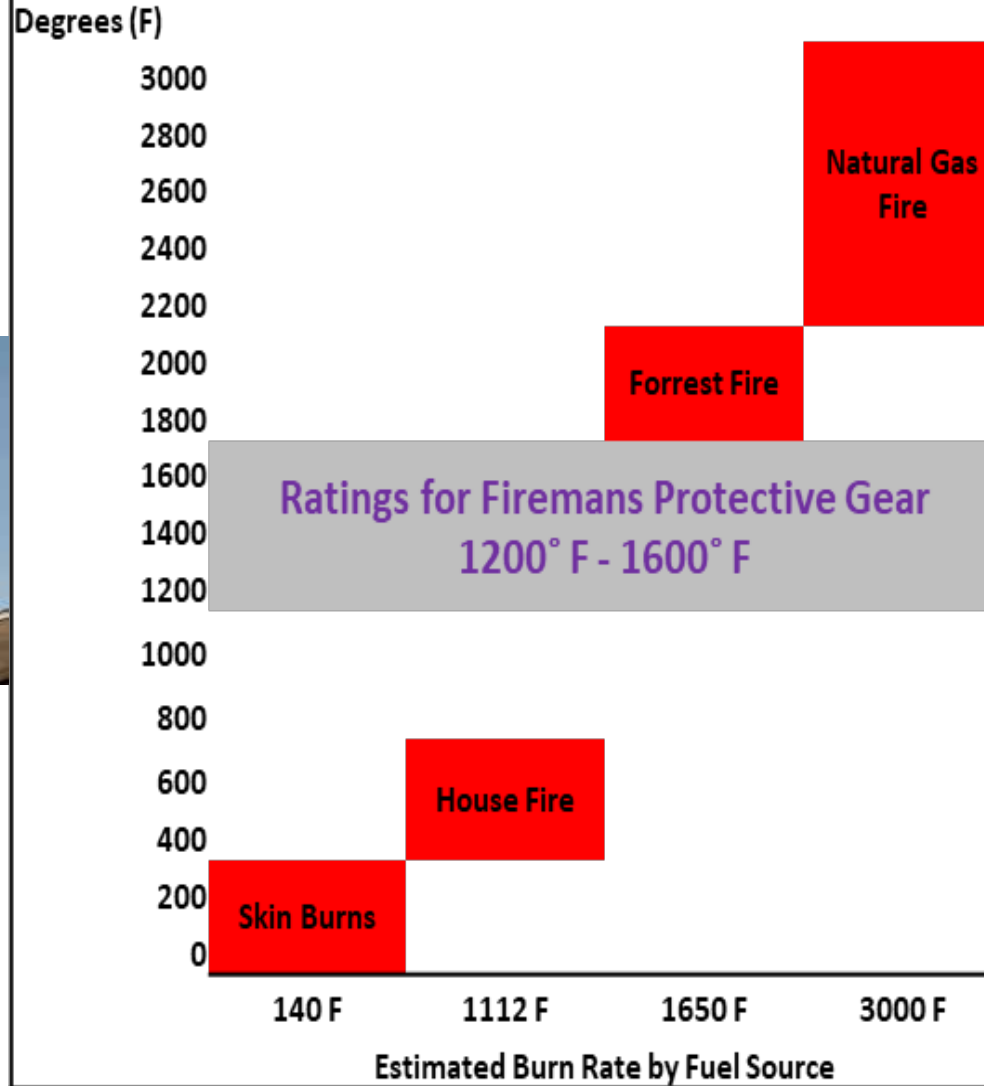 Degrees (F)
3000
2800
2600
2400
2200
2000
1800
1600
1400
1200
1000
800
600
400
200
0
Natural Gas
Fire
Forrest Fire
Ratings for Firemans Protective Gear
1200˚ F - 1600˚ F
House Fire
Skin Burns
140 F
1112 F
1650 F
3000 F
Estimated Burn Rate by Fuel Source